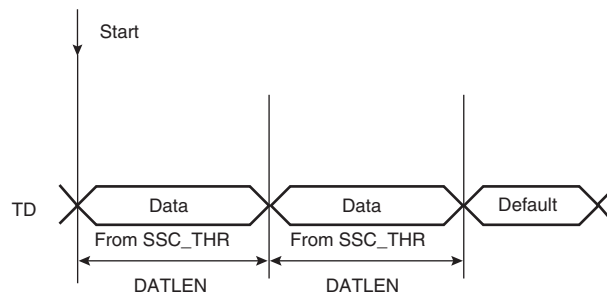 Start
TD
Data
Data
Default
From SSC_THR
From SSC_THR
DATLEN
DATLEN